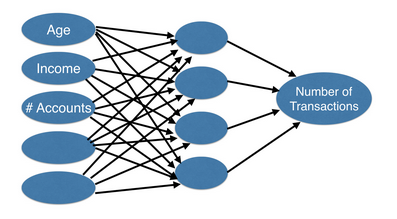 Age
Income
# Accounts
Number of
Transactions